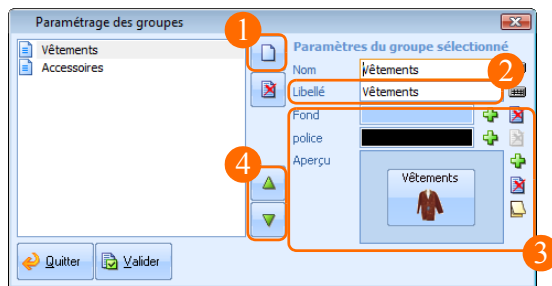 Paramétrage des groupes
1
Vêtements
Accessoires
Paramètres du groupe sélectionné
Nom Vêtements
2
Libellé Vêtements
Fond
police
Aperçu
4
Vêtements
3
Quitter Valider